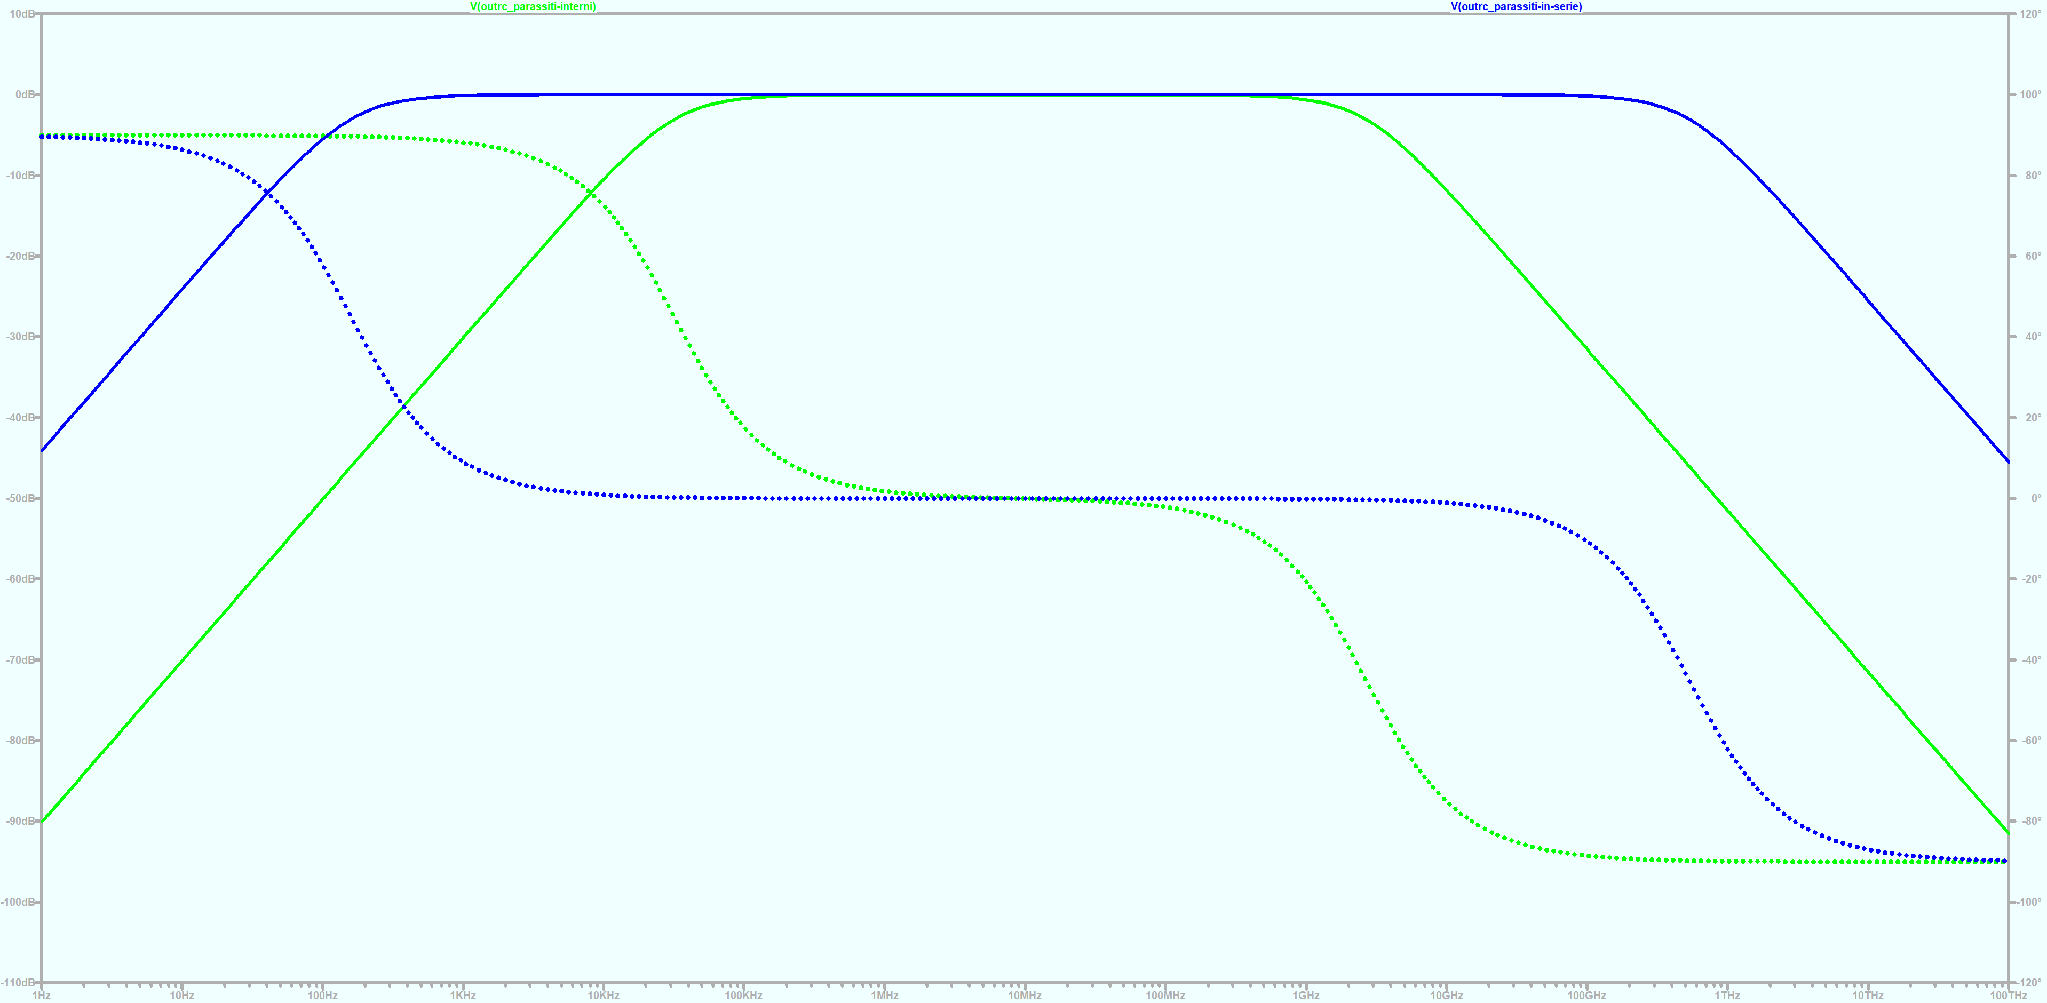 V(outrc_parassiti-interni) V(outrc_parassiti-in-serie)
10dB 120°
0dB 100°
-10dB 80°
-20dB 60°
-30dB 40°
-40dB 20°
-50dB 0°
-60dB -20°
-70dB -40°
-80dB -60°
-90dB -80°
-100dB -100°
-110dB -120°
1Hz 10Hz 100Hz 1KHz 10KHz 100KHz 1MHz 10MHz 100MHz 1GHz 10GHz 100GHz 1THz 10THz 100THz